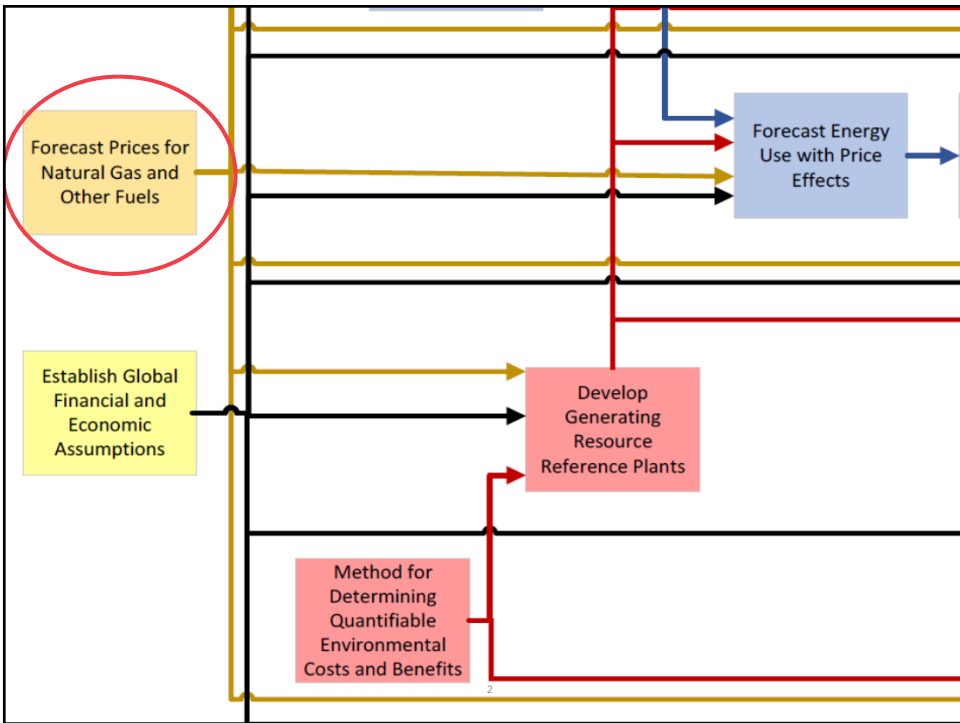 Forecast Prices for
Natural Gas and
Other Fuels
Forecast Energy
Use with Price
Effects
Establish Global
Financial and
Economic
Assumptions
Develop
Generating
Resource
Reference Plants
Method for
Determining
Quantifiable
Environmental
Costs and Benefits
2